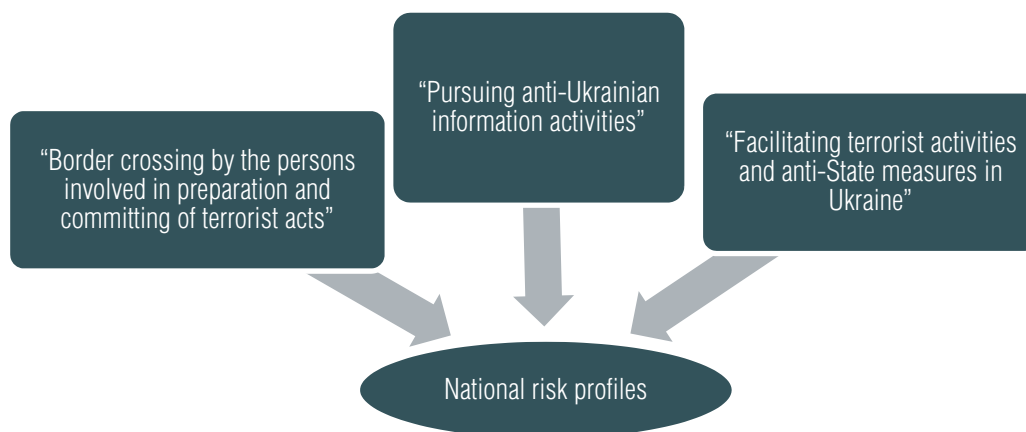 “Border crossing by the persons
involved in preparation and
committing of terrorist acts”
“Pursuing anti-Ukrainian
information activities”
“Facilitating terrorist activities
and anti-State measures in
Ukraine”
National risk profiles